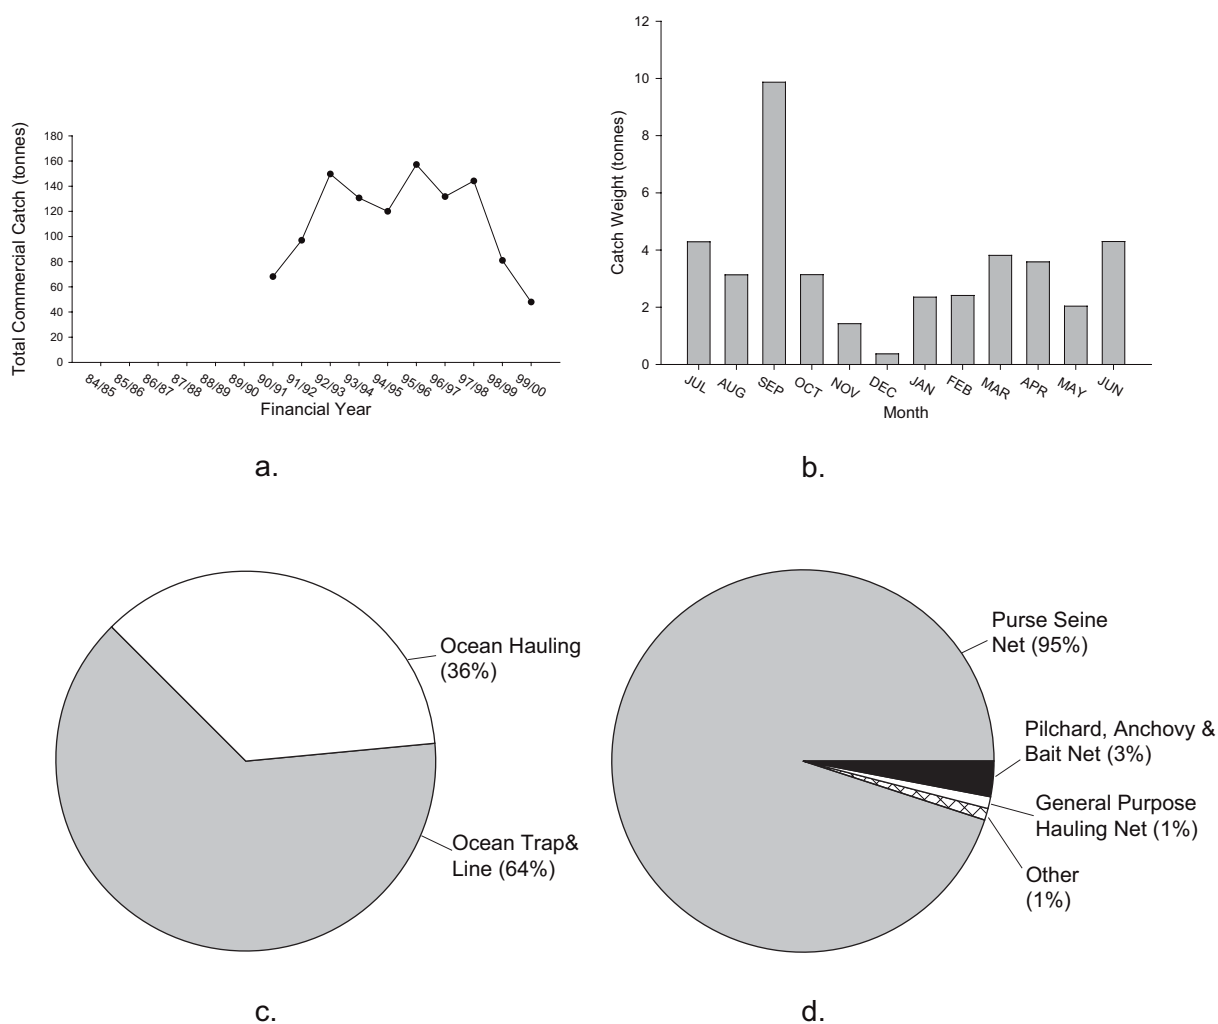 Total Commercial Catch (tonnes)
180
160
140
120
100
80
60
40
20
0
84/85
85/86
86/87
87/88
88/89
89/90
90/91
91/92
92/93
93/94
94/95
95/96
96/97
97/98
98/99
99/00
Financial Year
a.
Catch Weight (tonnes)
12
10
8
6
4
2
0
JUL
AUG
SEP
OCT
NOV
DEC
JAN
FEB
MAR
APR
MAY
JUN
Month
b.
Ocean Hauling
(36%)
Ocean Trap&
Line (64%)
c.
Purse Seine
Net (95%)
Pilchard, Anchovy &
Bait Net (3%)
General Purpose
Hauling Net (1%)
Other
(1%)
d.